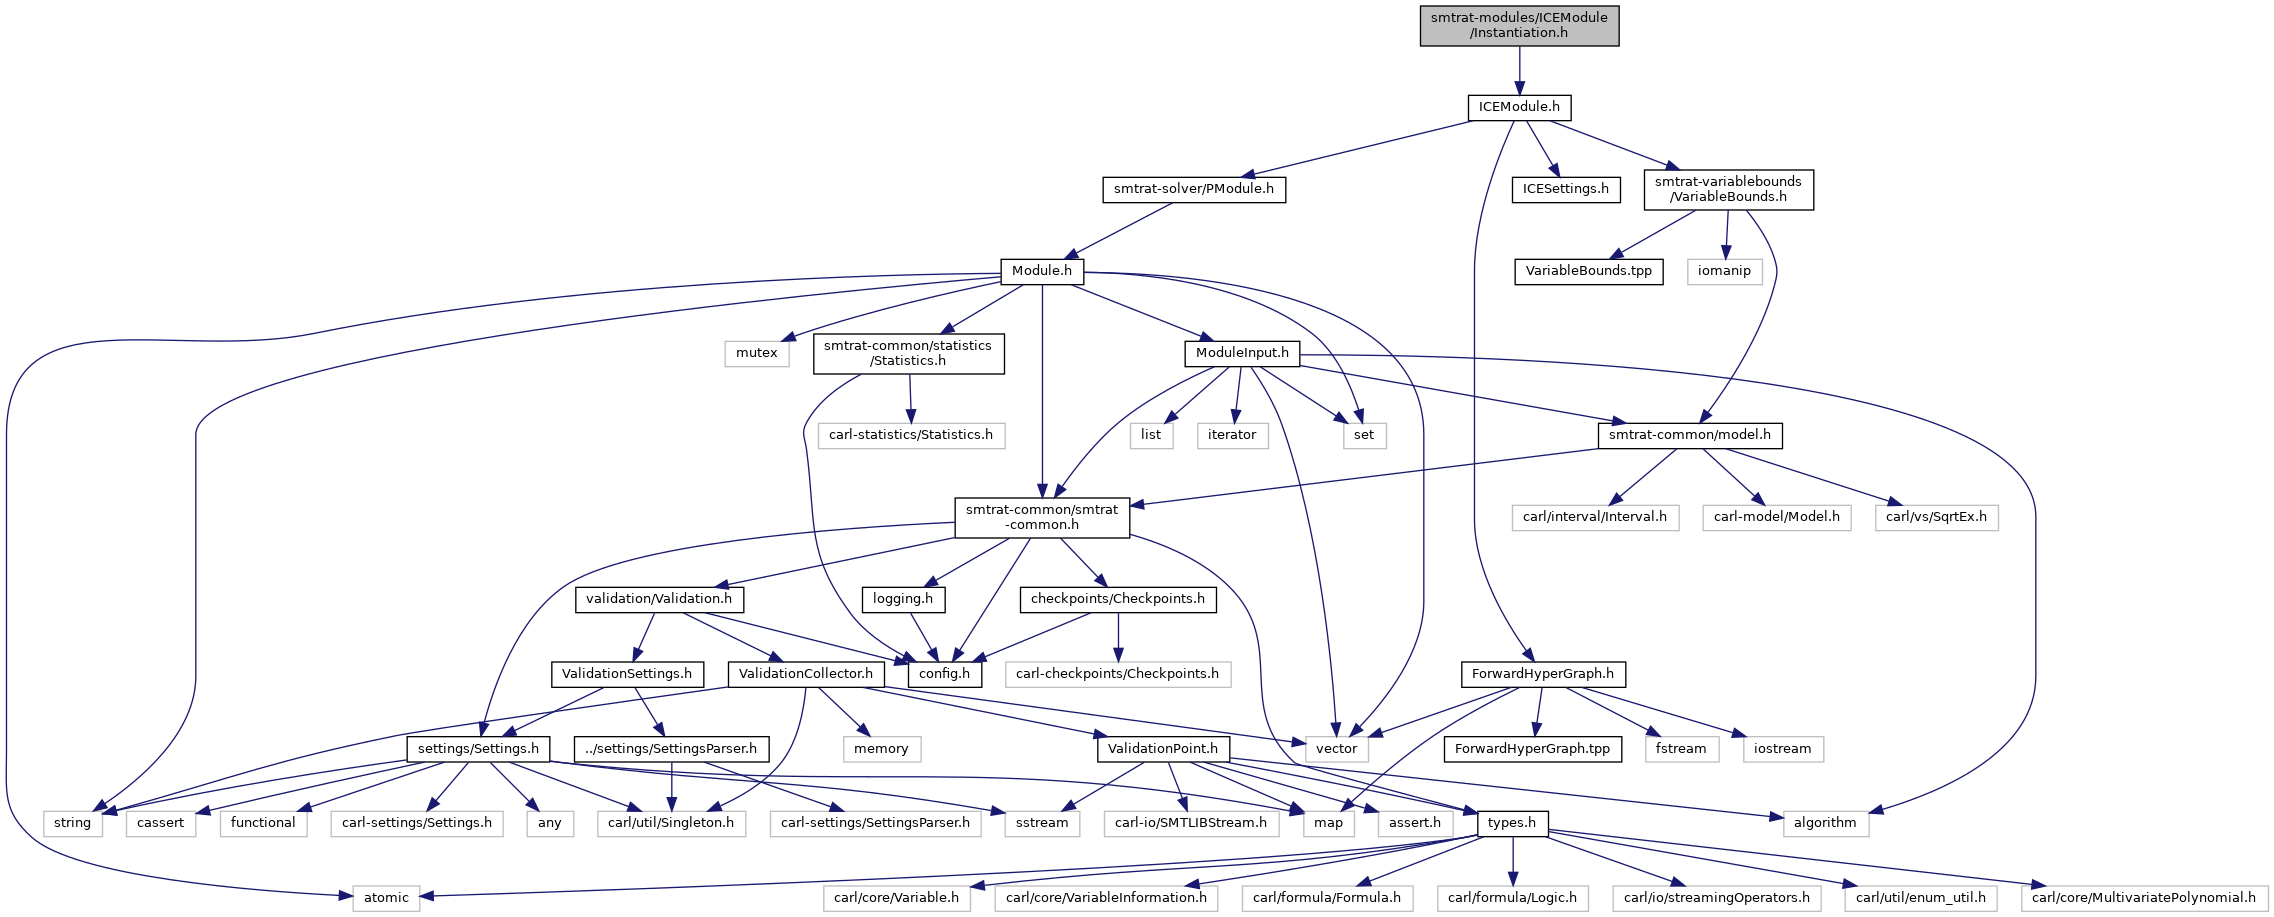 smtrat-modules/ICEModule
/Instantiation.h
ICEModule.h
smtrat-solver/PModule.h
ICESettings.h
smtrat-variablebounds
/VariableBounds.h
Module.h
VariableBounds.tpp
iomanip
mutex
smtrat-common/statistics
/Statistics.h
ModuleInput.h
carl-statistics/Statistics.h
list
iterator
set
smtrat-common/model.h
smtrat-common/smtrat
-common.h
carl/interval/Interval.h
carl-model/Model.h
carl/vs/SqrtEx.h
validation/Validation.h
logging.h
checkpoints/Checkpoints.h
ValidationSettings.h
ValidationCollector.h
config.h
carl-checkpoints/Checkpoints.h
ForwardHyperGraph.h
settings/Settings.h
../settings/SettingsParser.h
memory
ValidationPoint.h
vector
ForwardHyperGraph.tpp
fstream
iostream
string
cassert
functional
carl-settings/Settings.h
any
carl/util/Singleton.h
carl-settings/SettingsParser.h
sstream
carl-io/SMTLIBStream.h
map
assert.h
types.h
algorithm
atomic
carl/core/Variable.h
carl/core/VariableInformation.h
carl/formula/Formula.h
carl/formula/Logic.h
carl/io/streamingOperators.h
carl/util/enum_util.h
carl/core/MultivariatePolynomial.h